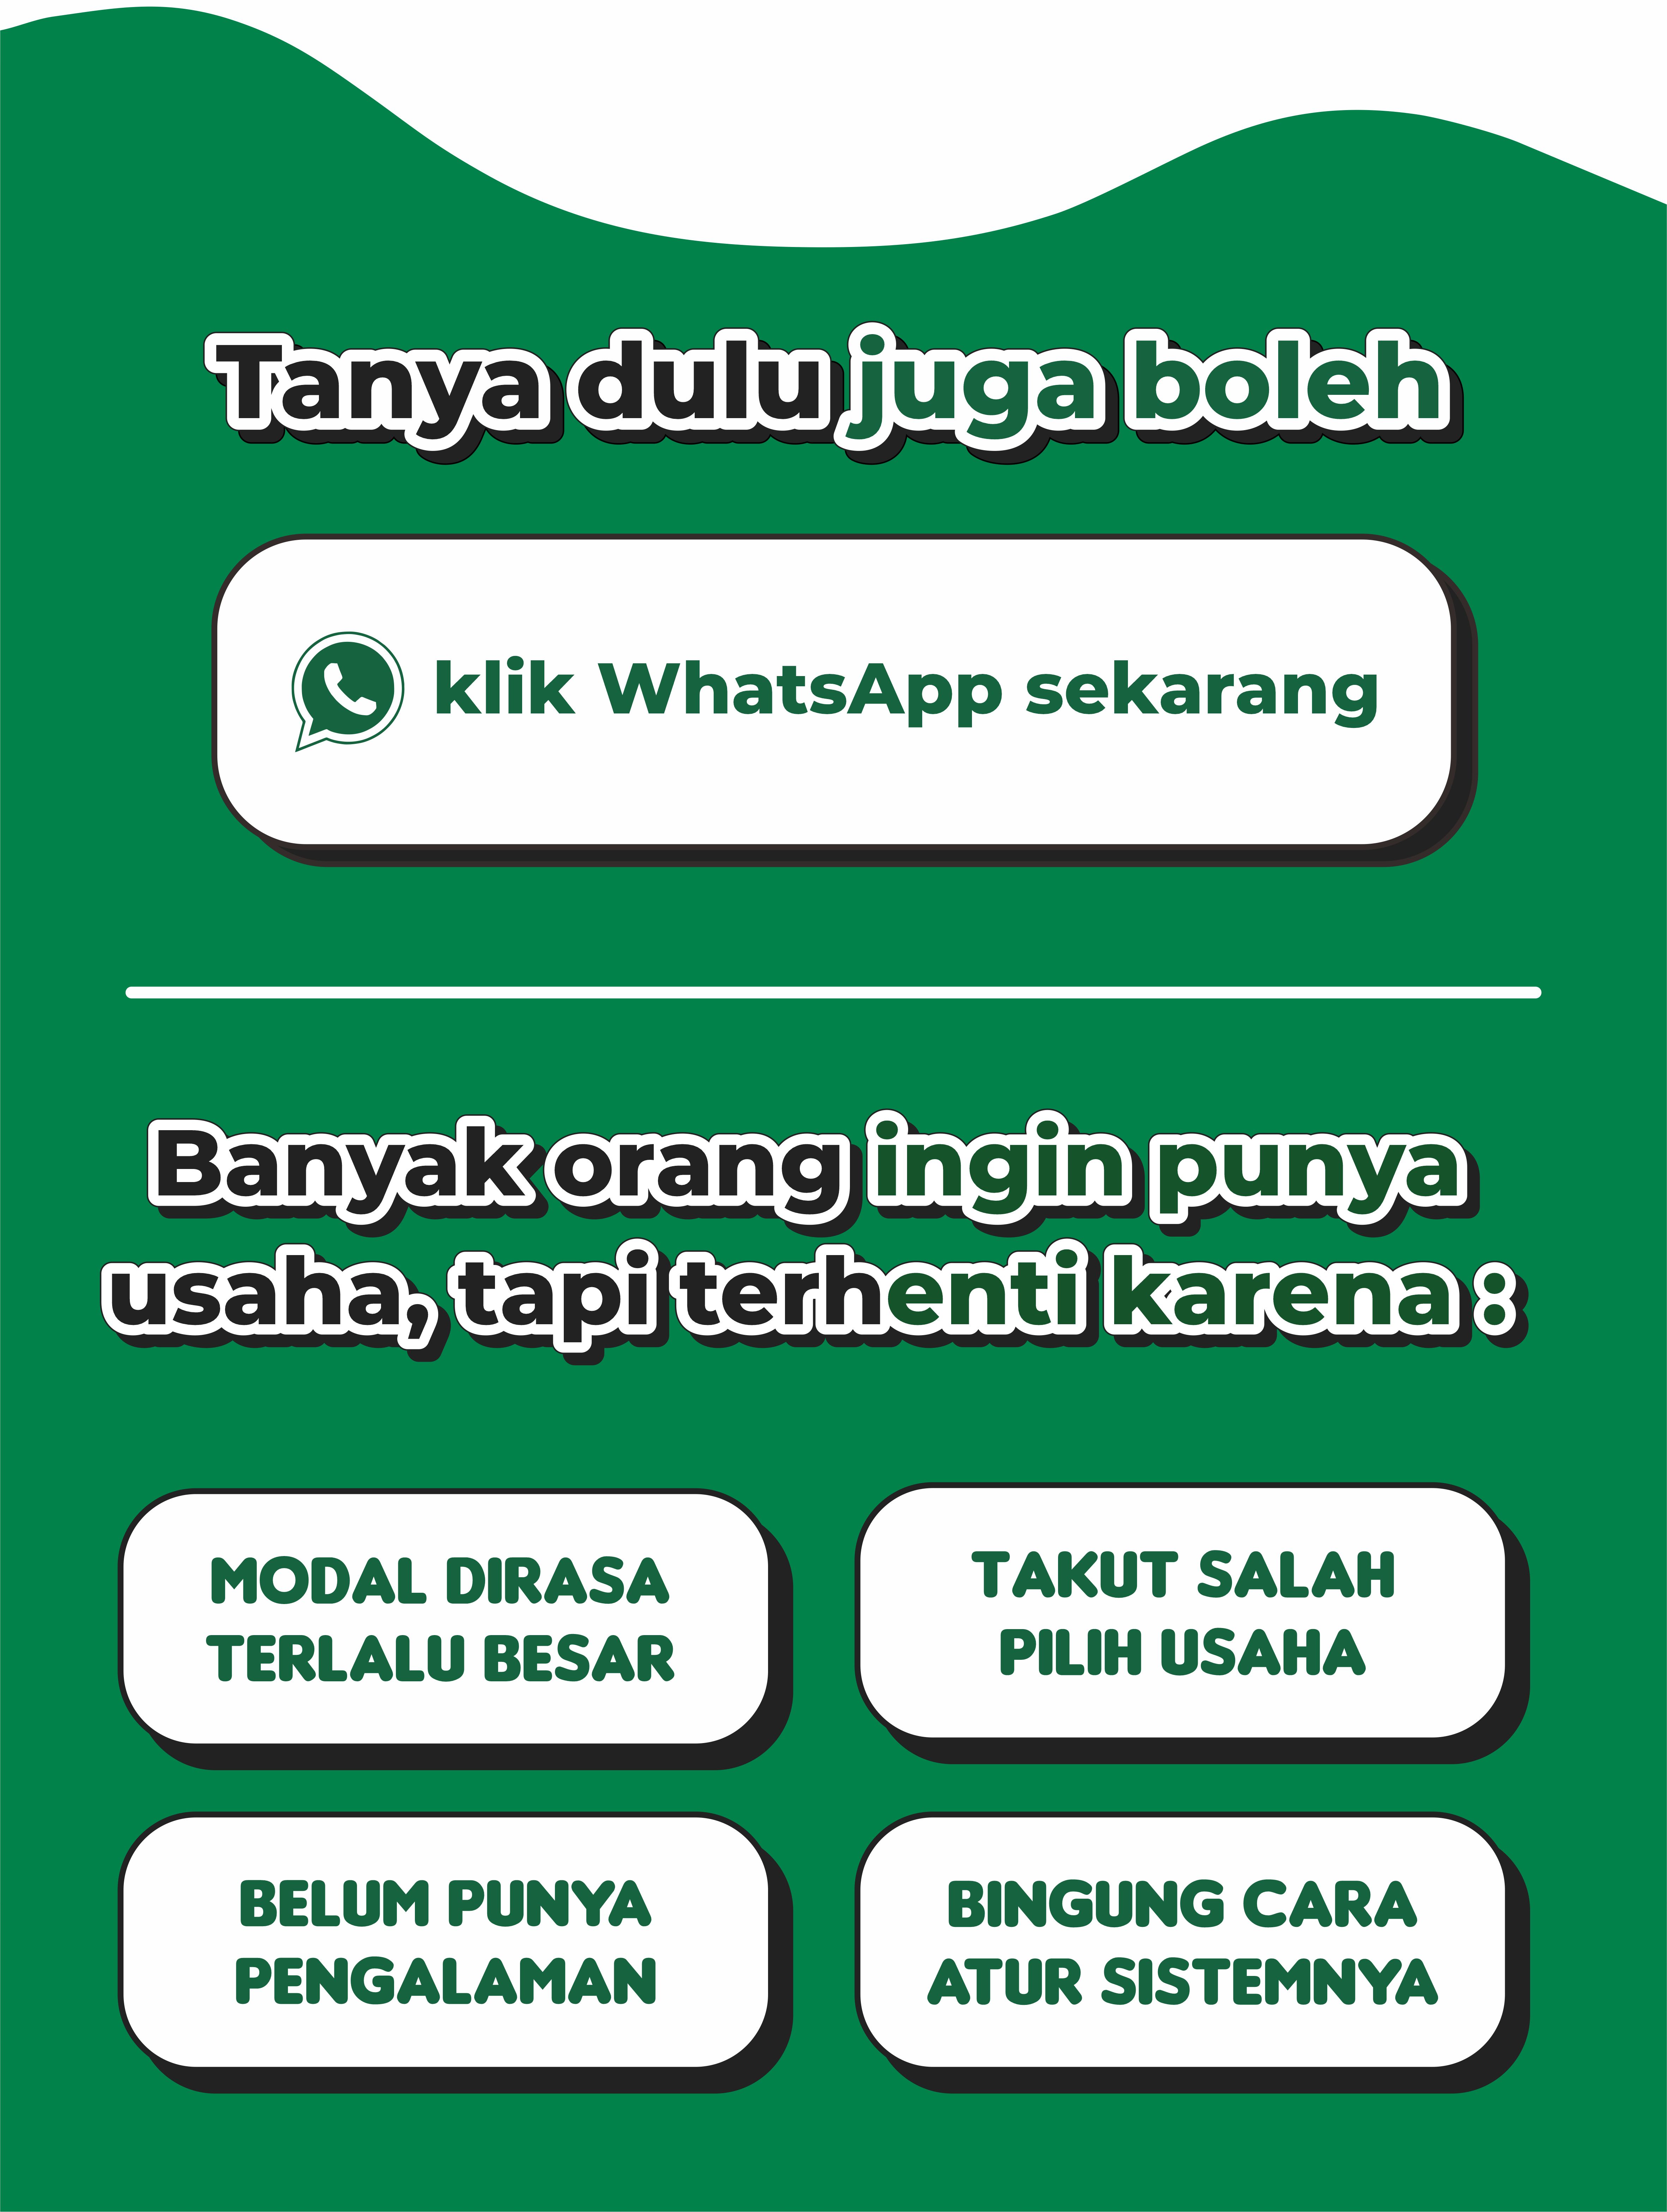 Tanya dulu juga boleh
klik WhatsApp sekarang
Banyak orang ingin punya
usaha, tapi terhenti karena :
MODAL DIRASA
TERLALU BESAR
TAKUT SALAH
PILIH USAHA
BELUM PUNYA
PENGALAMAN
BINGUNG CARA
ATUR SISTEMNYA